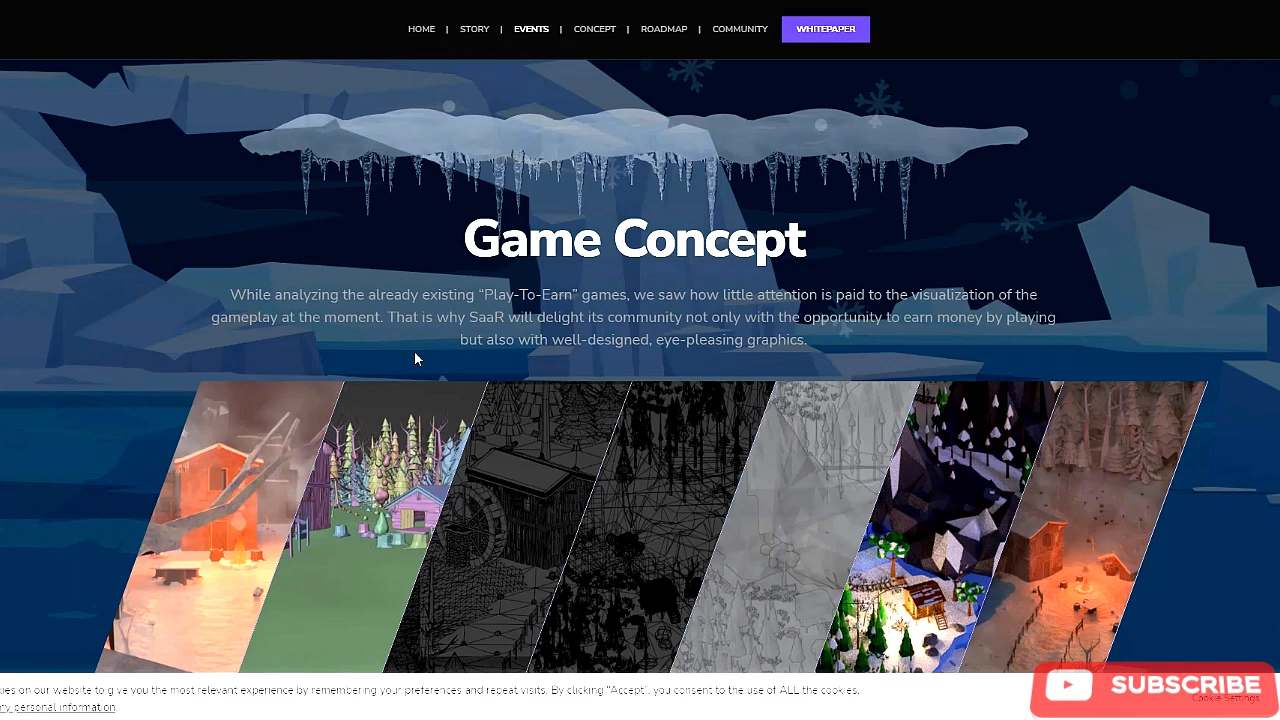 HOME | STORY | EVENTS | CONCEPT | ROADMAP | COMMUNITY WHITEPAPER
Game Concept
While analyzing the already existing “Play-To-Earn” games, we saw how little attention is paid to the visualization of the
gameplay at the moment. That is why SaaR will delight its community not only with the opportunity to earn money by playing
but also with well-designed, eye-pleasing graphics.
ies on our website to give you the most relevant experience by remembering your preferences and repeat visits. By clicking "Accept", you consent to the use of ALL the cookies.
my personal information.
Cookie Settings
SUBSCRIBE